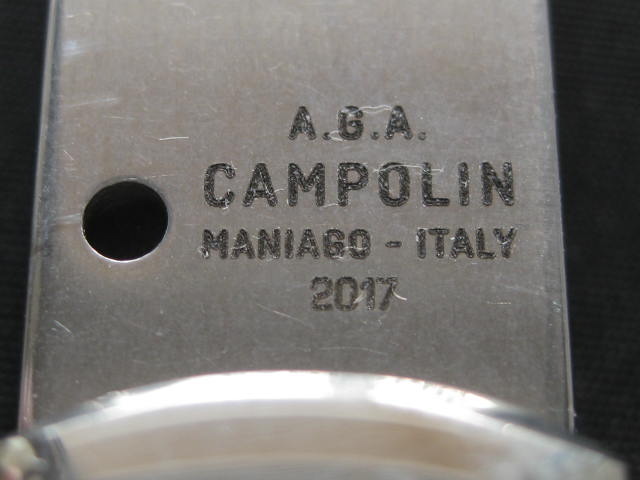 A.G.A.
CAMPOLIN
MANIAGO - ITALY
2017